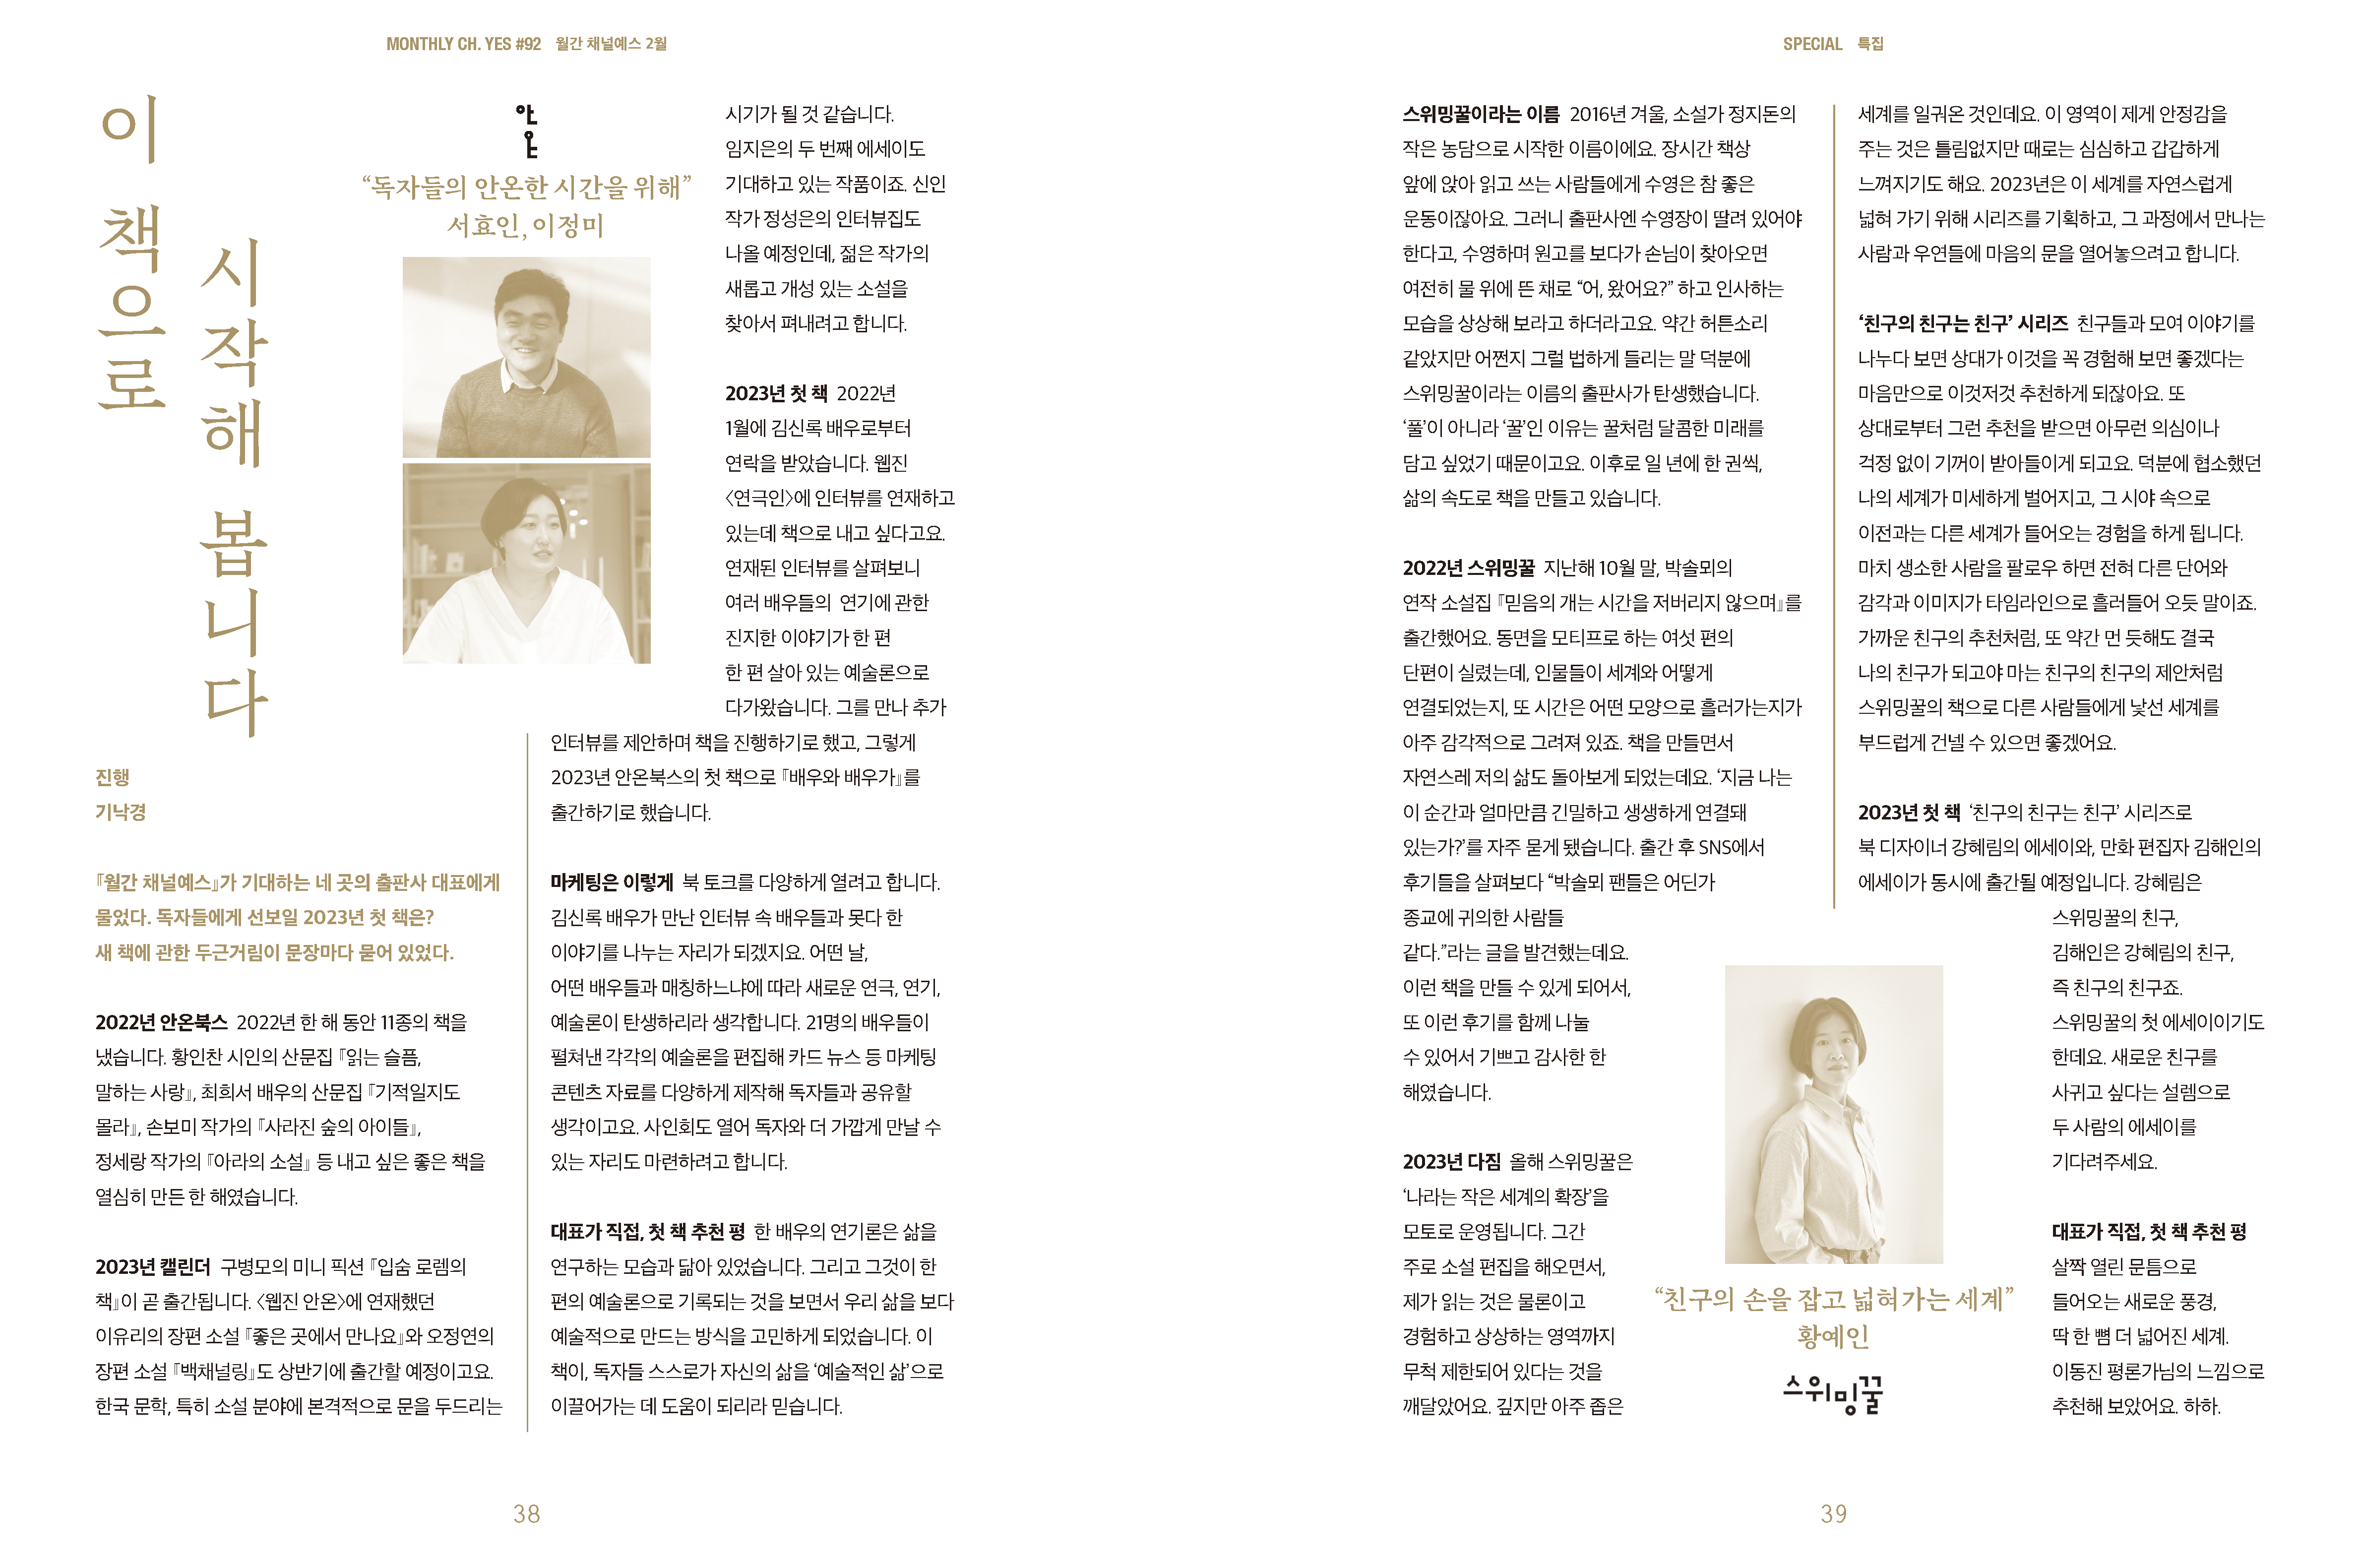 MONTHLY CH. YES #92 월간 채널예스 2월
이 책으로
시작해 봅니다
진행
기낙경
『월간 채널예스』가 기대하는 네 곳의 출판사 대표에게
물었다. 독자들에게 선보일 2023년 첫 책은?
새 책에 관한 두근거림이 문장마다 묻어 있었다.
안온
“독자들의 안온한 시간을 위해”
서효인, 이정미
2022년 안온북스 2022년 한 해 동안 11종의 책을
냈습니다. 황인찬 시인의 산문집 『읽는 슬픔,
말하는 사랑』, 최희서 배우의 산문집 『기적일지도
몰라』, 손보미 작가의 『사라진 숲의 아이들』,
정세랑 작가의 『아라의 소설』 등 내고 싶은 좋은 책을
열심히 만든 한 해였습니다.
2023년 캘린더 구병모의 미니 픽션 『입숨 로렘의
책』이 곧 출간됩니다. 〈웹진 안온〉에 연재했던
이유리의 장편 소설 『좋은 곳에서 만나요』와 오정연의
장편 소설 『백채널링』도 상반기에 출간할 예정이고요.
한국 문학, 특히 소설 분야에 본격적으로 문을 두드리는
시기가 될 것 같습니다.
임지은의 두 번째 에세이도
기대하고 있는 작품이죠. 신인
작가 정성은의 인터뷰집도
나올 예정인데, 젊은 작가의
새롭고 개성 있는 소설을
찾아서 펴내려고 합니다.
2023년 첫 책 2022년
1월에 김신록 배우로부터
연락을 받았습니다. 웹진
〈연극인〉에 인터뷰를 연재하고
있는데 책으로 내고 싶다고요.
연재된 인터뷰를 살펴보니
여러 배우들의 연기에 관한
진지한 이야기가 한 편
한 편 살아 있는 예술론으로
다가왔습니다. 그를 만나 추가
인터뷰를 제안하며 책을 진행하기로 했고, 그렇게
2023년 안온북스의 첫 책으로 『배우와 배우가』를
출간하기로 했습니다.
마케팅은 이렇게 북 토크를 다양하게 열려고 합니다.
김신록 배우가 만난 인터뷰 속 배우들과 못다 한
이야기를 나누는 자리가 되겠지요. 어떤 날,
어떤 배우들과 매칭하느냐에 따라 새로운 연극, 연기,
예술론이 탄생하리라 생각합니다. 21명의 배우들이
펼쳐낸 각각의 예술론을 편집해 카드 뉴스 등 마케팅
콘텐츠 자료를 다양하게 제작해 독자들과 공유할
생각이고요. 사인회도 열어 독자와 더 가깝게 만날 수
있는 자리도 마련하려고 합니다.
대표가 직접, 첫 책 추천 평 한 배우의 연기론은 삶을
연구하는 모습과 닮아 있었습니다. 그리고 그것이 한
편의 예술론으로 기록되는 것을 보면서 우리 삶을 보다
예술적으로 만드는 방식을 고민하게 되었습니다. 이
책이, 독자들 스스로가 자신의 삶을 ‘예술적인 삶’으로
이끌어가는 데 도움이 되리라 믿습니다.
38
SPECIAL 특집
스위밍꿀이라는 이름 2016년 겨울, 소설가 정지돈의
작은 농담으로 시작한 이름이에요. 장시간 책상
앞에 앉아 읽고 쓰는 사람들에게 수영은 참 좋은
운동이잖아요. 그러니 출판사엔 수영장이 딸려 있어야
한다고, 수영하며 원고를 보다가 손님이 찾아오면
여전히 물 위에 뜬 채로 “어, 왔어요?” 하고 인사하는
모습을 상상해 보라고 하더라고요. 약간 허튼소리
같았지만 어쩐지 그럴 법하게 들리는 말 덕분에
스위밍꿀이라는 이름의 출판사가 탄생했습니다.
‘풀’이 아니라 ‘꿀’인 이유는 꿀처럼 달콤한 미래를
담고 싶었기 때문이고요. 이후로 일 년에 한 권씩,
삶의 속도로 책을 만들고 있습니다.
2022년 스위밍꿀 지난해 10월 말, 박솔뫼의
연작 소설집 『믿음의 개는 시간을 저버리지 않으며』를
출간했어요. 동면을 모티프로 하는 여섯 편의
단편이 실렸는데, 인물들이 세계와 어떻게
연결되었는지, 또 시간은 어떤 모양으로 흘러가는지가
아주 감각적으로 그려져 있죠. 책을 만들면서
자연스레 저의 삶도 돌아보게 되었는데요. ‘지금 나는
이 순간과 얼마만큼 긴밀하고 생생하게 연결돼
있는가?’를 자주 묻게 됐습니다. 출간 후 SNS에서
후기들을 살펴보다 “박솔뫼 팬들은 어딘가
종교에 귀의한 사람들
같다.”라는 글을 발견했는데요.
이런 책을 만들 수 있게 되어서,
또 이런 후기를 함께 나눌
수 있어서 기쁘고 감사한 한
해였습니다.
2023년 다짐 올해 스위밍꿀은
‘나라는 작은 세계의 확장’을
모토로 운영됩니다. 그간
주로 소설 편집을 해오면서,
제가 읽는 것은 물론이고
경험하고 상상하는 영역까지
무척 제한되어 있다는 것을
깨달았어요. 깊지만 아주 좁은
세계를 일궈온 것인데요. 이 영역이 제게 안정감을
주는 것은 틀림없지만 때로는 심심하고 갑갑하게
느껴지기도 해요. 2023년은 이 세계를 자연스럽게
넓혀 가기 위해 시리즈를 기획하고, 그 과정에서 만나는
사람과 우연들에 마음의 문을 열어놓으려고 합니다.
‘친구의 친구는 친구’ 시리즈 친구들과 모여 이야기를
나누다 보면 상대가 이것을 꼭 경험해 보면 좋겠다는
마음만으로 이것저것 추천하게 되잖아요. 또
상대로부터 그런 추천을 받으면 아무런 의심이나
걱정 없이 기꺼이 받아들이게 되고요. 덕분에 협소했던
나의 세계가 미세하게 벌어지고, 그 시야 속으로
이전과는 다른 세계가 들어오는 경험을 하게 됩니다.
마치 생소한 사람을 팔로우 하면 전혀 다른 단어와
감각과 이미지가 타임라인으로 흘러들어 오듯 말이죠.
가까운 친구의 추천처럼, 또 약간 먼 듯해도 결국
나의 친구가 되고야 마는 친구의 친구의 제안처럼
스위밍꿀의 책으로 다른 사람들에게 낯선 세계를
부드럽게 건넬 수 있으면 좋겠어요.
2023년 첫 책 ‘친구의 친구는 친구’ 시리즈로
북 디자이너 강혜림의 에세이와, 만화 편집자 김해인의
에세이가 동시에 출간될 예정입니다. 강혜림은
스위밍꿀의 친구,
김해인은 강혜림의 친구,
즉 친구의 친구죠.
스위밍꿀의 첫 에세이이기도
한데요. 새로운 친구를
사귀고 싶다는 설렘으로
두 사람의 에세이를
기다려주세요.
대표가 직접, 첫 책 추천 평
살짝 열린 문틈으로
들어오는 새로운 풍경,
딱 한 뼘 더 넓어진 세계.
이동진 평론가님의 느낌으로
추천해 보았어요. 하하.
“친구의 손을 잡고 넓혀가는 세계”
황예인
스위밍꿀
39